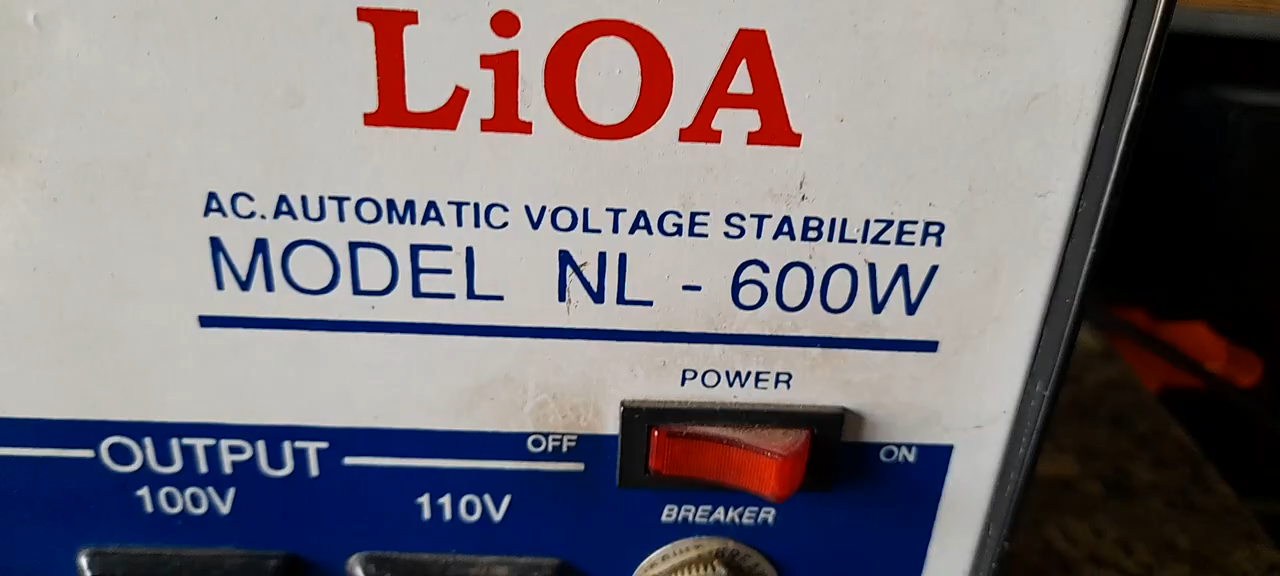 LiOA
AC.AUTOMATIC VOLTAGE STABILIZER
MODEL NL - 600W
POWER
OFF ON
OUTPUT
100V 110V
BREAKER